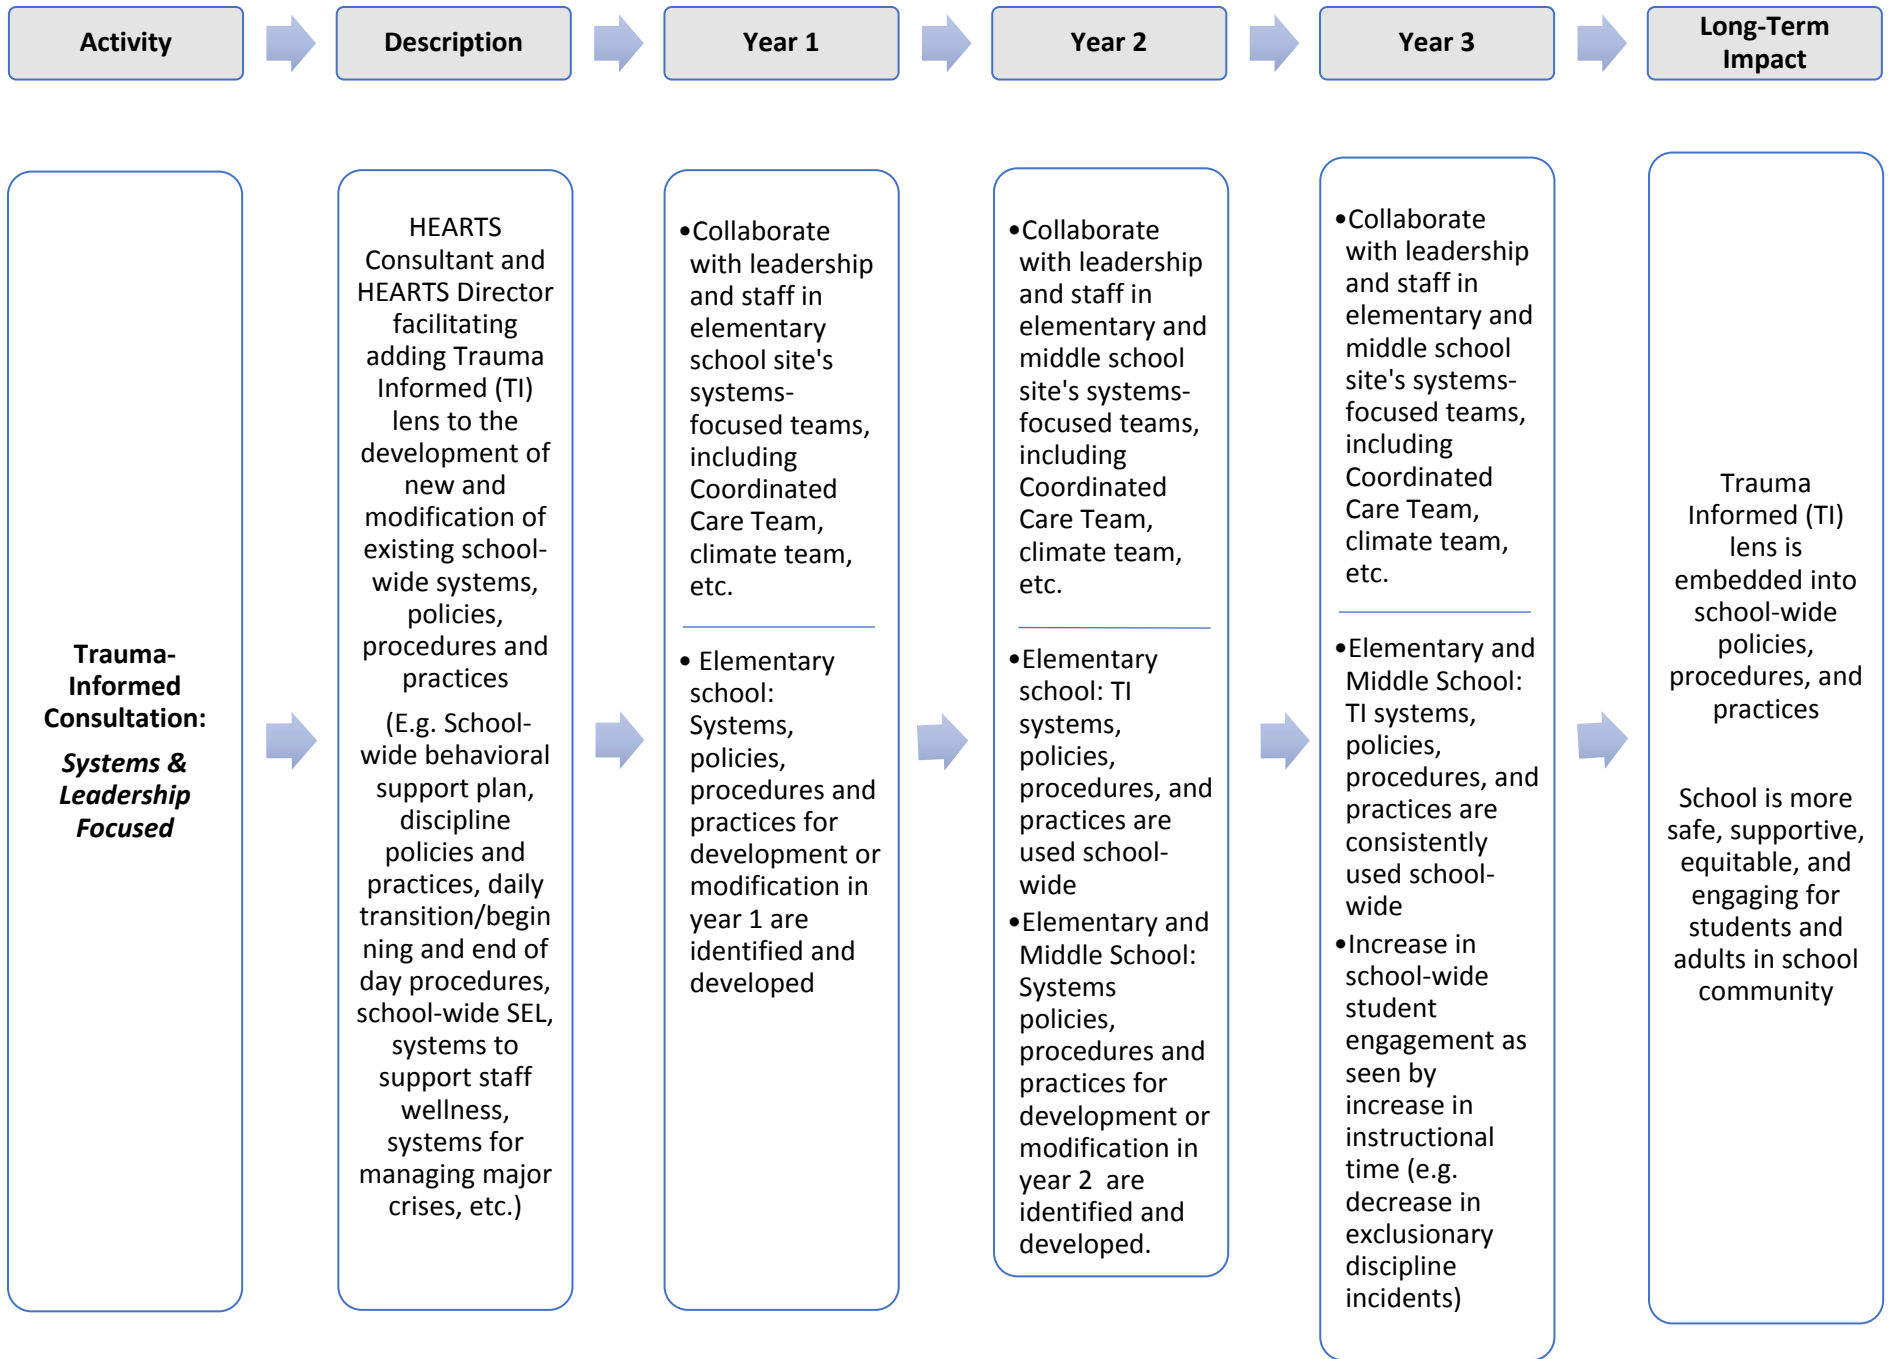 Activity
Description
Year 1
Year 2
Year 3
Long-Term
Impact
Trauma-
Informed
Consultation:
Systems &
Leadership
Focused
HEARTS
Consultant and
HEARTS Director
facilitating
adding Trauma
Informed (TI)
lens to the
development of
new and
modification of
existing school-
wide systems,
policies,
procedures and
practices
(E.g. School-
wide behavioral
support plan,
discipline
policies and
practices, daily
transition/begin
ning and end of
day procedures,
school-wide SEL,
systems to
support staff
wellness,
systems for
managing major
crises, etc.)
•Collaborate
with leadership
and staff in
elementary
school site's
systems-
focused teams,
including
Coordinated
Care Team,
climate team,
etc.
• Elementary
school:
Systems,
policies,
procedures and
practices for
development or
modification in
year 1 are
identified and
developed
•Collaborate
with leadership
and staff in
elementary and
middle school
site's systems-
focused teams,
including
Coordinated
Care Team,
climate team,
etc.
•Elementary
school: TI
systems,
policies,
procedures, and
practices are
used school-
wide
•Elementary and
Middle School:
Systems
policies,
procedures and
practices for
development or
modification in
year 2  are
identified and
developed.
•Collaborate
with leadership
and staff in
elementary and
middle school
site's systems-
focused teams,
including
Coordinated
Care Team,
climate team,
etc.
•Elementary and
Middle School:
TI systems,
policies,
procedures, and
practices are
consistently
used school-
wide
•Increase in
school-wide
student
engagement as
seen by
increase in
instructional
time (e.g.
decrease in
exclusionary
discipline
incidents)
Trauma
Informed (TI)
lens is
embedded into
school-wide
policies,
procedures, and
practices
School is more
safe, supportive,
equitable, and
engaging for
students and
adults in school
community